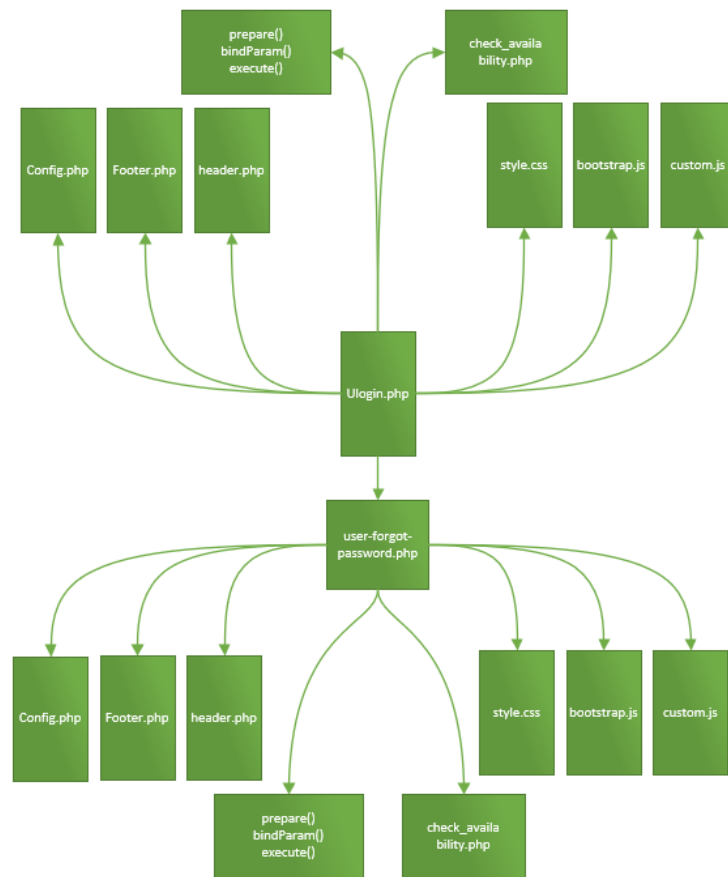 prepare()
bindParam()
execute()
check_availa
bility.php
Config.php
Footer.php
header.php
style.css
bootstrap.js
custom.js
Ulogin.php
user-forgot-
password.php
Config.php
Footer.php
header.php
style.css
bootstrap.js
custom.js
prepare()
bindParam()
execute()
check_availa
bility.php